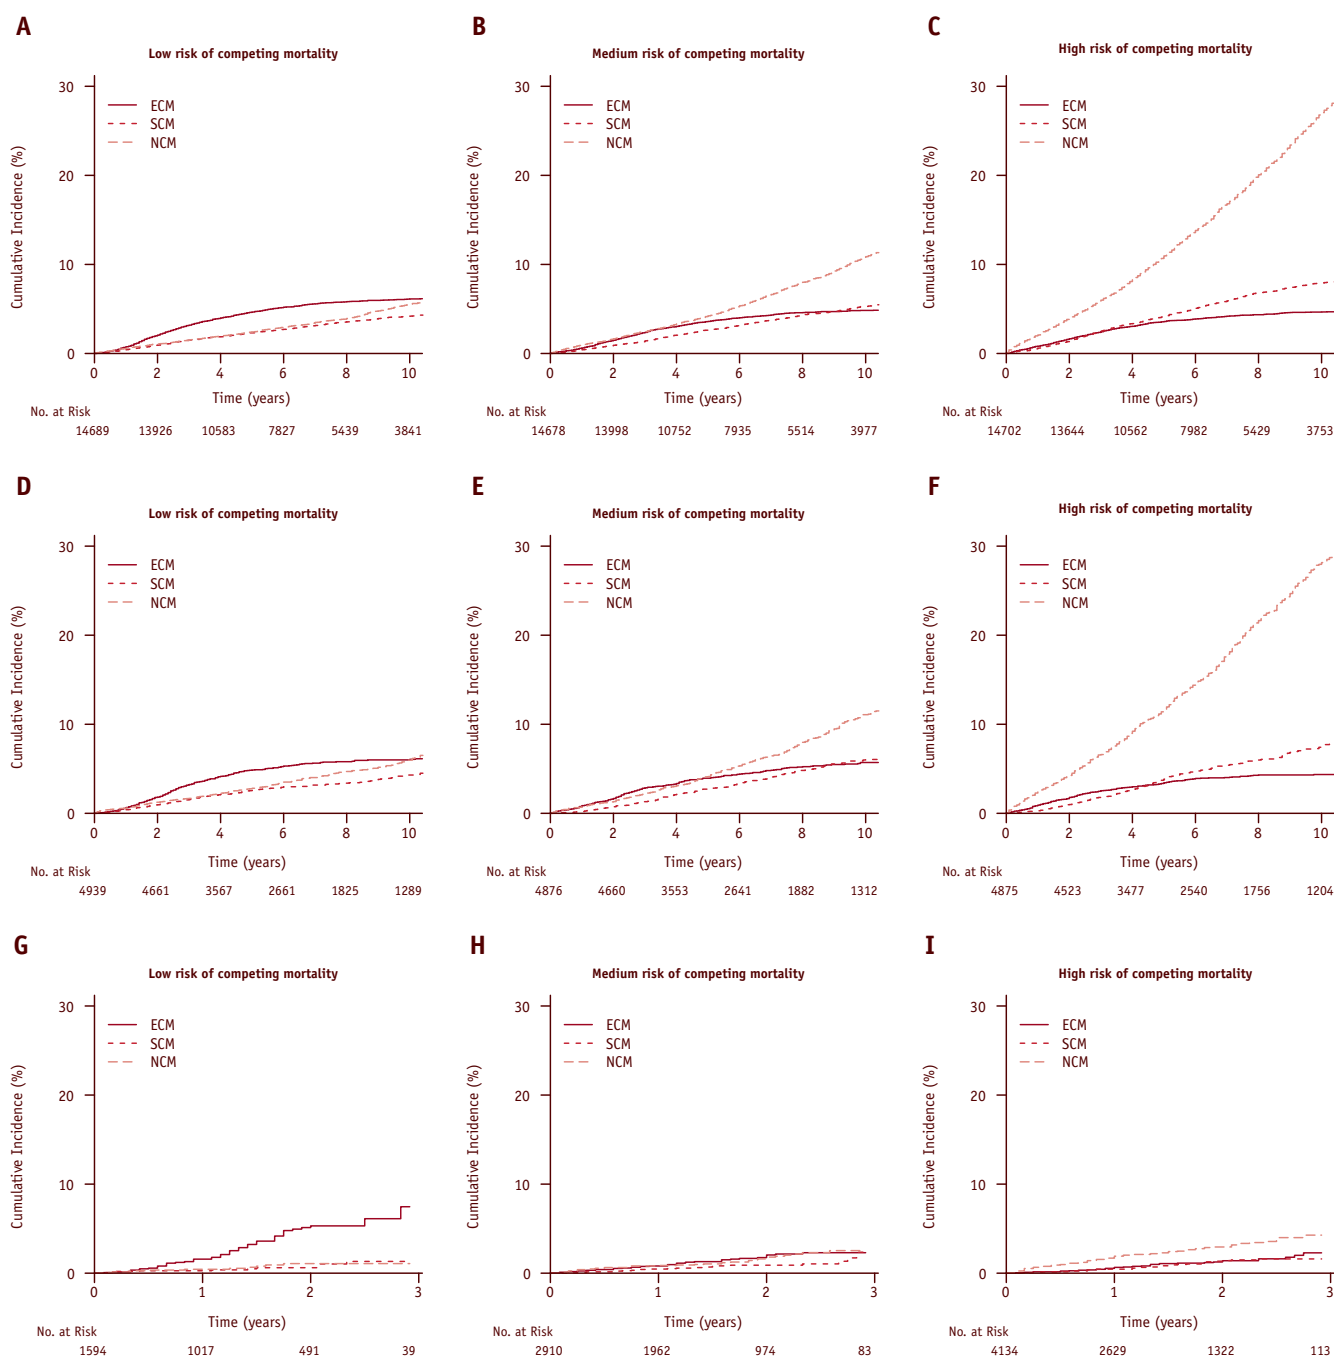 A
Low risk of competing mortality
Cumulative Incidence (%)
30
20
10
0
ECM
SCM
NCM
0 2 4 6 8 10
Time (years)
No. at Risk
14689 13926 10583 7827 5439 3841
B
Medium risk of competing mortality
Cumulative Incidence (%)
30
20
10
0
ECM
SCM
NCM
0 2 4 6 8 10
Time (years)
No. at Risk
14678 13998 10752 7935 5514 3977
C
High risk of competing mortality
Cumulative Incidence (%)
30
20
10
0
ECM
SCM
NCM
0 2 4 6 8 10
Time (years)
No. at Risk
14702 13644 10562 7982 5429 3753
D
Low risk of competing mortality
Cumulative Incidence (%)
30
20
10
0
ECM
SCM
NCM
0 2 4 6 8 10
Time (years)
No. at Risk
4939 4661 3567 2661 1825 1289
E
Medium risk of competing mortality
Cumulative Incidence (%)
30
20
10
0
ECM
SCM
NCM
0 2 4 6 8 10
Time (years)
No. at Risk
4876 4660 3553 2641 1882 1312
F
High risk of competing mortality
Cumulative Incidence (%)
30
20
10
0
ECM
SCM
NCM
0 2 4 6 8 10
Time (years)
No. at Risk
4875 4523 3477 2540 1756 1204
G
Low risk of competing mortality
Cumulative Incidence (%)
30
20
10
0
ECM
SCM
NCM
0 1 2 3
Time (years)
No. at Risk
1594 1017 491 39
H
Medium risk of competing mortality
Cumulative Incidence (%)
30
20
10
0
ECM
SCM
NCM
0 1 2 3
Time (years)
No. at Risk
2910 1962 974 83
I
High risk of competing mortality
Cumulative Incidence (%)
30
20
10
0
ECM
SCM
NCM
0 1 2 3
Time (years)
No. at Risk
4134 2629 1322 113